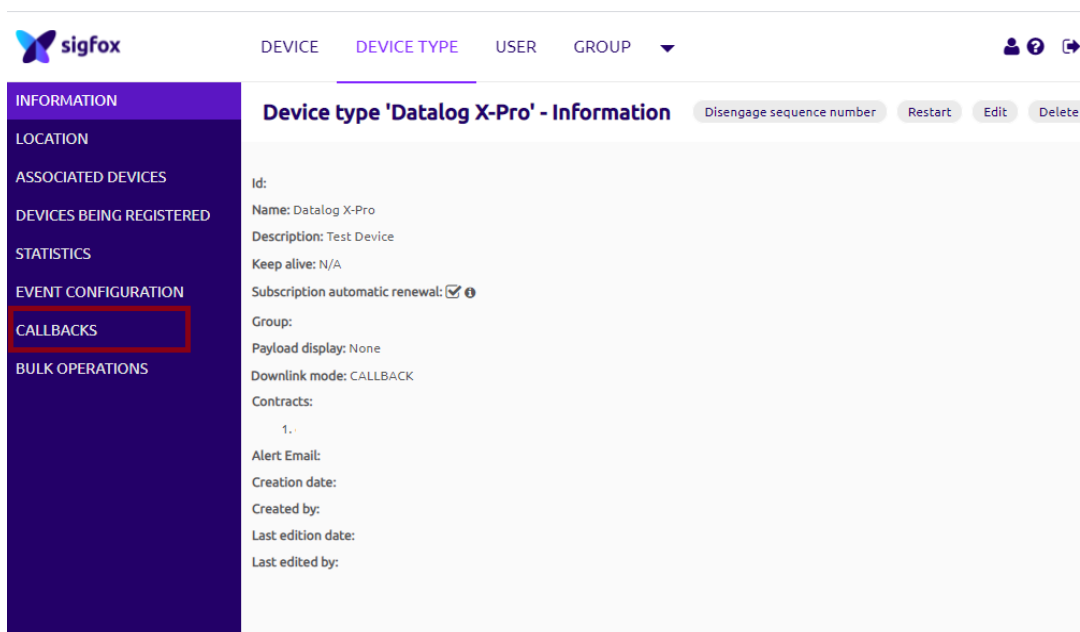 sigfox
DEVICE DEVICE TYPE USER GROUP
INFORMATION
LOCATION
ASSOCIATED DEVICES
DEVICES BEING REGISTERED
STATISTICS
EVENT CONFIGURATION
CALLBACKS
BULK OPERATIONS
Device type 'Datalog X-Pro' - Information Disengage sequence number Restart Edit Delete
Id:
Name: Datalog X-Pro
Description: Test Device
Keep alive: N/A
Subscription automatic renewal:
Group:
Payload display: None
Downlink mode: CALLBACK
Contracts:
1.
Alert Email:
Creation date:
Created by:
Last edition date:
Last edited by: